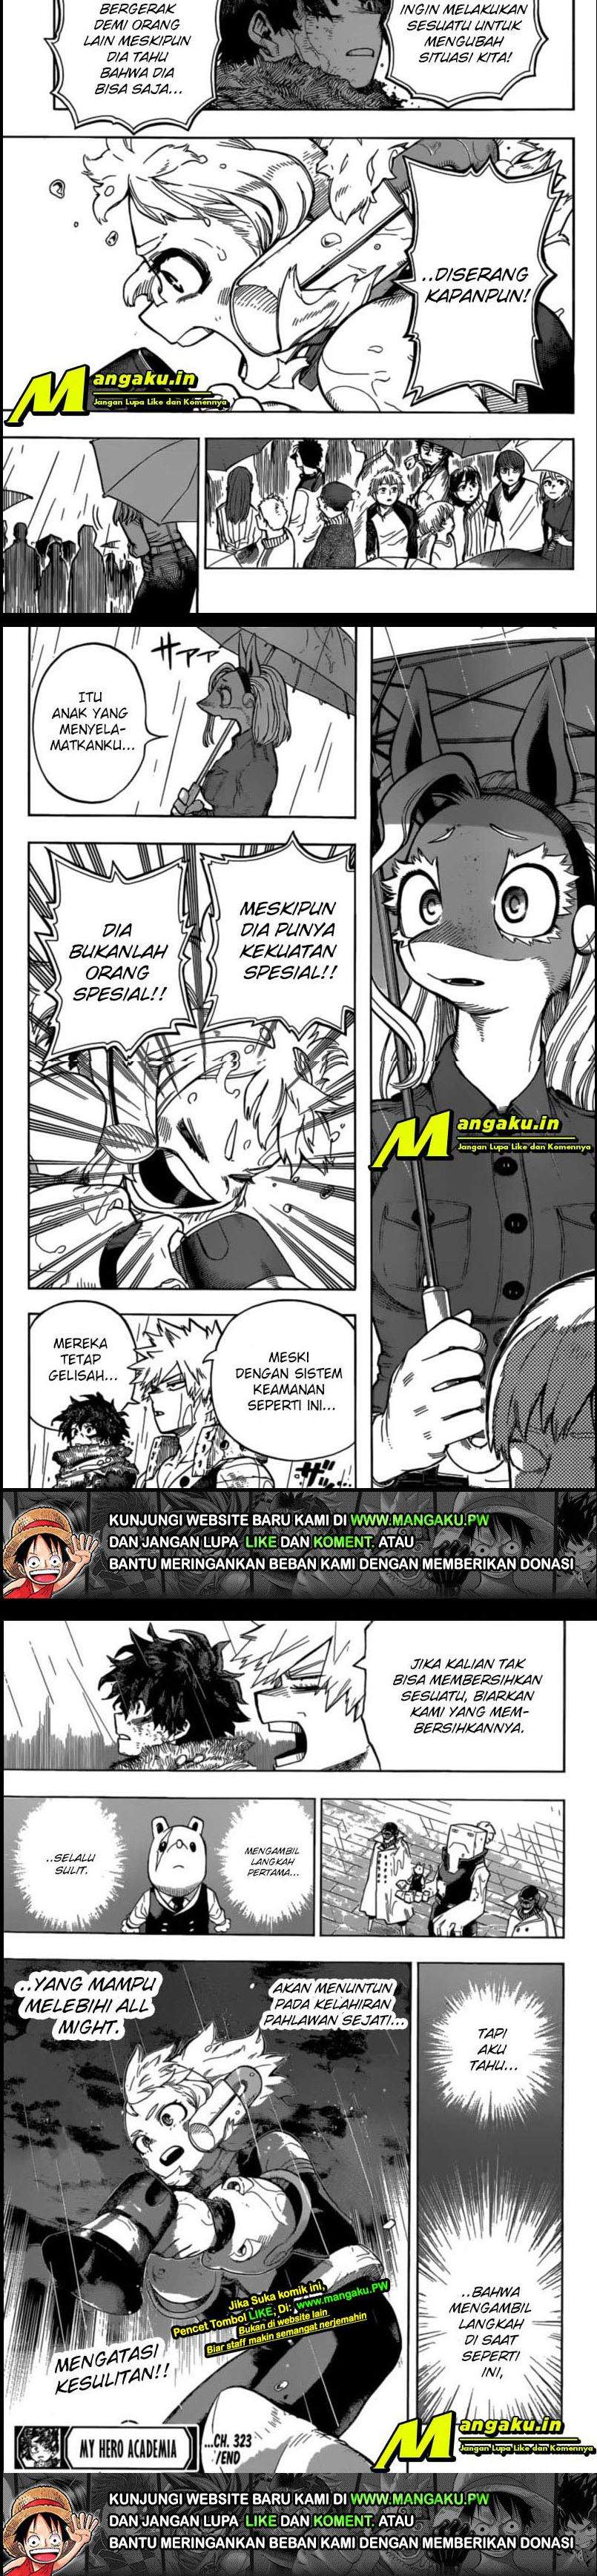 INGIN MELAKUKAN
SESUATU UNTUK
MENGUBAH
SITUASI KITA!
BERGERAK
DEMI ORANG
LAIN MESKIPUN
DIA TAHU
BAHWA DIA
BISA SAJA...
..DISERANG
KAPANPUN!
Mangaku.in
Jangan Lupa Like dan Komennya
ITU
ANAK YANG
MENYELA-
MATKANKU...
ザァァ
MESKIPUN
DIA PUNYA
KEKUATAN
SPESIAL!!
DIA
BUKANLAH
ORANG
SPESIAL!!
Mangaku.in
Jangan Lupa Like dan Komennya
MESKI
DENGAN SISTEM
KEAMANAN
SEPERTI INI...
MEREKA
TETAP
GELISAH...
KUNJUNGI WEBSITE BARU KAMI DI WWW.MANGAKU.PW
DAN JANGAN LUPA LIKE DAN KOMENT. ATAU
BANTU MERINGANKAN BEBAN KAMI DENGAN MEMBERIKAN DONASI
JIKA KALIAN TAK
BISA MEMBERSIHKAN
SESUATU, BIARKAN
KAMI YANG MEM-
BERSIHKANNYA.
MENGAMBIL
LANGKAH
PERTAMA...
..SELALU
SULIT.
TAPI
AKU
TAHU...
..BAHWA
MENGAMBIL
LANGKAH
DI SAAT
SEPERTI
INI,
AKAN MENUNTUN
PADA KELAHIRAN
PAHLAWAN SEJATI...
..YANG MAMPU
MELEBIHI ALL
MIGHT.
Jika Suka komik ini,
Pencet Tombol LIKE, Di: www.mangaku.PW
Bukan di website lain
Biar staff makin semangat nerjemahin
MENGATASI
KESULITAN!!
MY HERO ACADEMIA
...CH. 323
/END
Mangaku.in
Jangan Lupa Like dan Komennya
KUNJUNGI WEBSITE BARU KAMI DI WWW.MANGAKU.PW
DAN JANGAN LUPA LIKE DAN KOMENT. ATAU
BANTU MERINGANKAN BEBAN KAMI DENGAN MEMBERIKAN DONASI